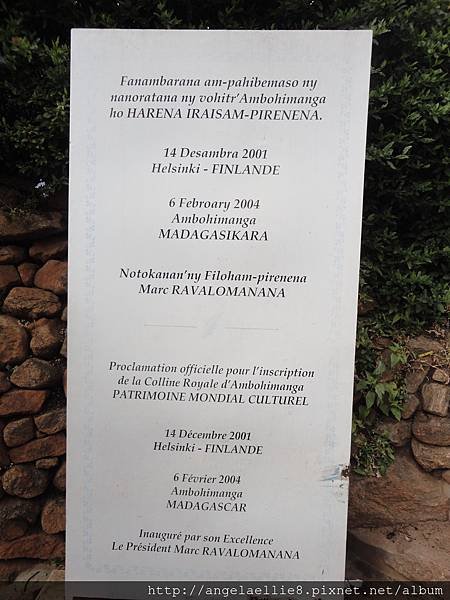 Fanambarana am-pahibemaso ny
nanoratana ny vohitr'Ambohimanga
ho HARENA IRAISAM-PIRENENA.
14 Desambra 2001
Helsinki - FINLANDE
6 Febroary 2004
Ambohimanga
MADAGASIKARA
Notokanan'ny Filoham-pirenena
Marc RAVALOMANANA
Proclamation officielle pour l'inscription
de la Colline Royale d'Ambohimanga
PATRIMOINE MONDIAL CULTUREL
14 Décembre 2001
Helsinki - FINLANDE
6 Février 2004
Ambohimanga
MADAGASCAR
Inauguré par son Excellence
Le Président Marc RAVALOMANANA
http://angelaellie8.pixnet.net/album